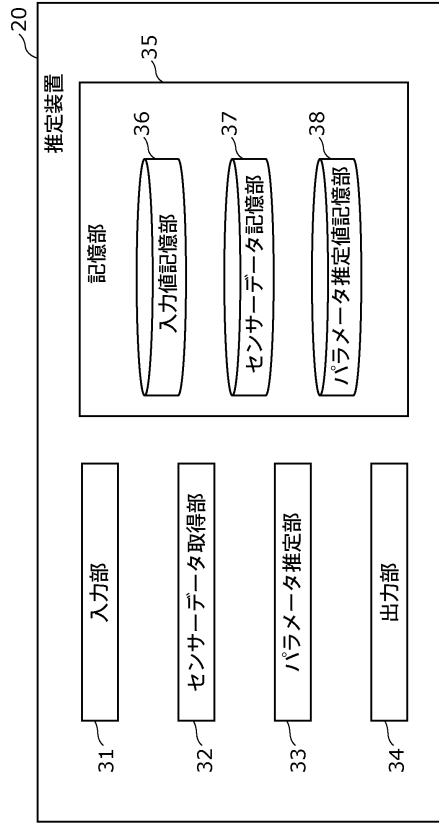 20
推定装置
31
入力部
32
センサーデータ取得部
33
パラメータ推定部
34
出力部
35
記憶部
36
入力値記憶部
37
センサーデータ記憶部
38
パラメータ推定値記憶部